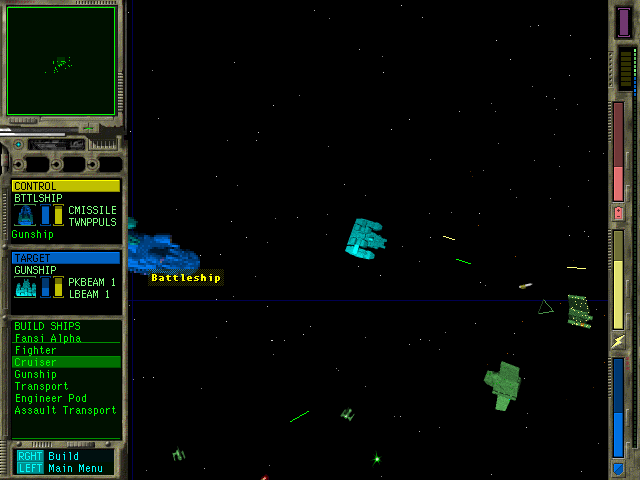 CONTROL
BTTLSHIP
CMISSILE
TWNPPULS
Gunship
TARGET
GUNSHIP
PKBEAM 1
LBEAM 1
BUILD SHIPS
Fansi Alpha
Fighter
Cruiser
Gunship
Transport
Engineer Pod
Assault Transport
RGHT Build
LEFT Main Menu
Battleship